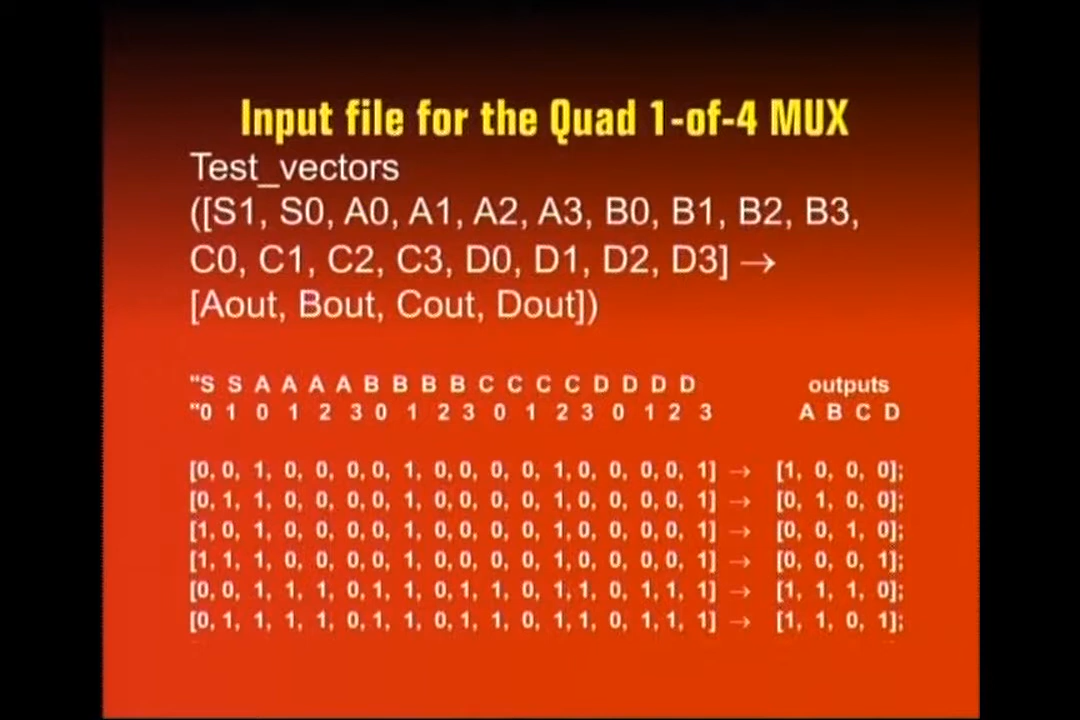 Input file for the Quad 1-of-4 MUX
Test_vectors
([S1, S0, A0, A1, A2, A3, B0, B1, B2, B3,
C0, C1, C2, C3, D0, D1, D2, D3] →
[Aout, Bout, Cout, Dout])
"S S A A A A B B B B C C C C D D D D outputs
"0 1 0 1 2 3 0 1 2 3 0 1 2 3 0 1 2 3 A B C D
[0, 0, 1, 0, 0, 0, 0, 1, 0, 0, 0, 0, 1, 0, 0, 0, 0, 1] → [1, 0, 0, 0];
[0, 1, 1, 0, 0, 0, 0, 1, 0, 0, 0, 0, 1, 0, 0, 0, 0, 1] → [0, 1, 0, 0];
[1, 0, 1, 0, 0, 0, 0, 1, 0, 0, 0, 0, 1, 0, 0, 0, 0, 1] → [0, 0, 1, 0];
[1, 1, 1, 0, 0, 0, 0, 1, 0, 0, 0, 0, 1, 0, 0, 0, 0, 1] → [0, 0, 0, 1];
[0, 0, 1, 1, 1, 0, 1, 1, 0, 1, 1, 0, 1, 1, 0, 1, 1, 1] → [1, 1, 1, 0];
[0, 1, 1, 1, 1, 0, 1, 1, 0, 1, 1, 0, 1, 1, 0, 1, 1, 1] → [1, 1, 0, 1];